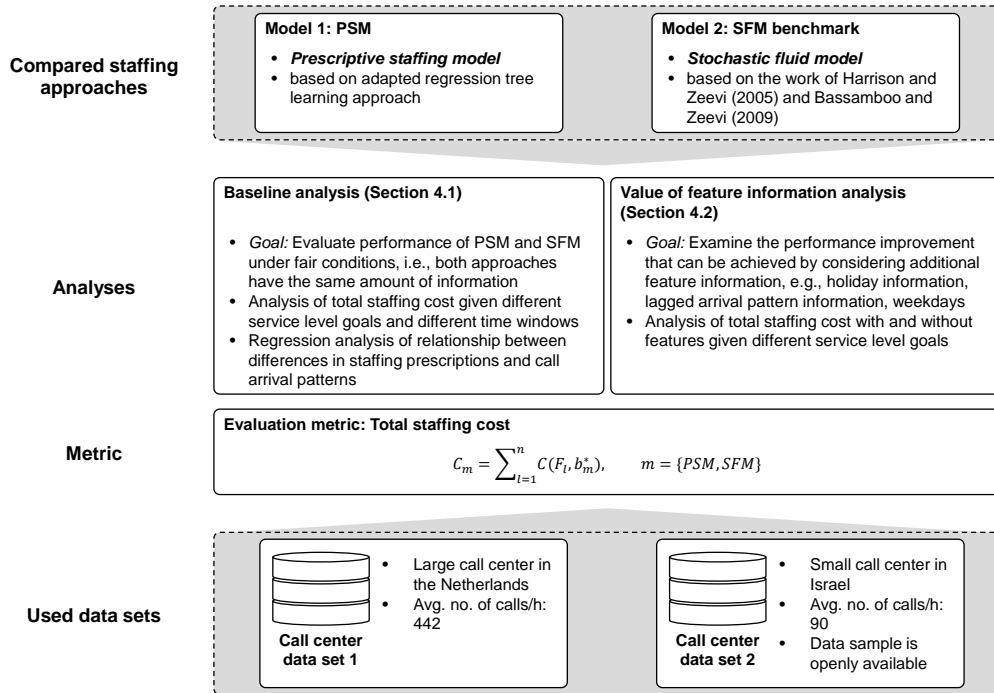 Compared staffing
approaches
Model 1: PSM
• Prescriptive staffing model
• based on adapted regression tree
learning approach
Model 2: SFM benchmark
• Stochastic fluid model
• based on the work of Harrison and
Zeevi (2005) and Bassamboo and
Zeevi (2009)
Analyses
Baseline analysis (Section 4.1)
• Goal: Evaluate performance of PSM and SFM
under fair conditions, i.e., both approaches
have the same amount of information
• Analysis of total staffing cost given different
service level goals and different time windows
• Regression analysis of relationship between
differences in staffing prescriptions and call
arrival patterns
Value of feature information analysis
(Section 4.2)
• Goal: Examine the performance improvement
that can be achieved by considering additional
feature information, e.g., holiday information,
lagged arrival pattern information, weekdays
• Analysis of total staffing cost with and without
features given different service level goals
Metric
Evaluation metric: Total staffing cost
C_m = ∑_{l=1}^{n} C(F_l, b_m^*), m = {PSM, SFM}
Used data sets
Call center
data set 1
• Large call center in
the Netherlands
• Avg. no. of calls/h:
442
Call center
data set 2
• Small call center in
Israel
• Avg. no. of calls/h:
90
• Data sample is
openly available